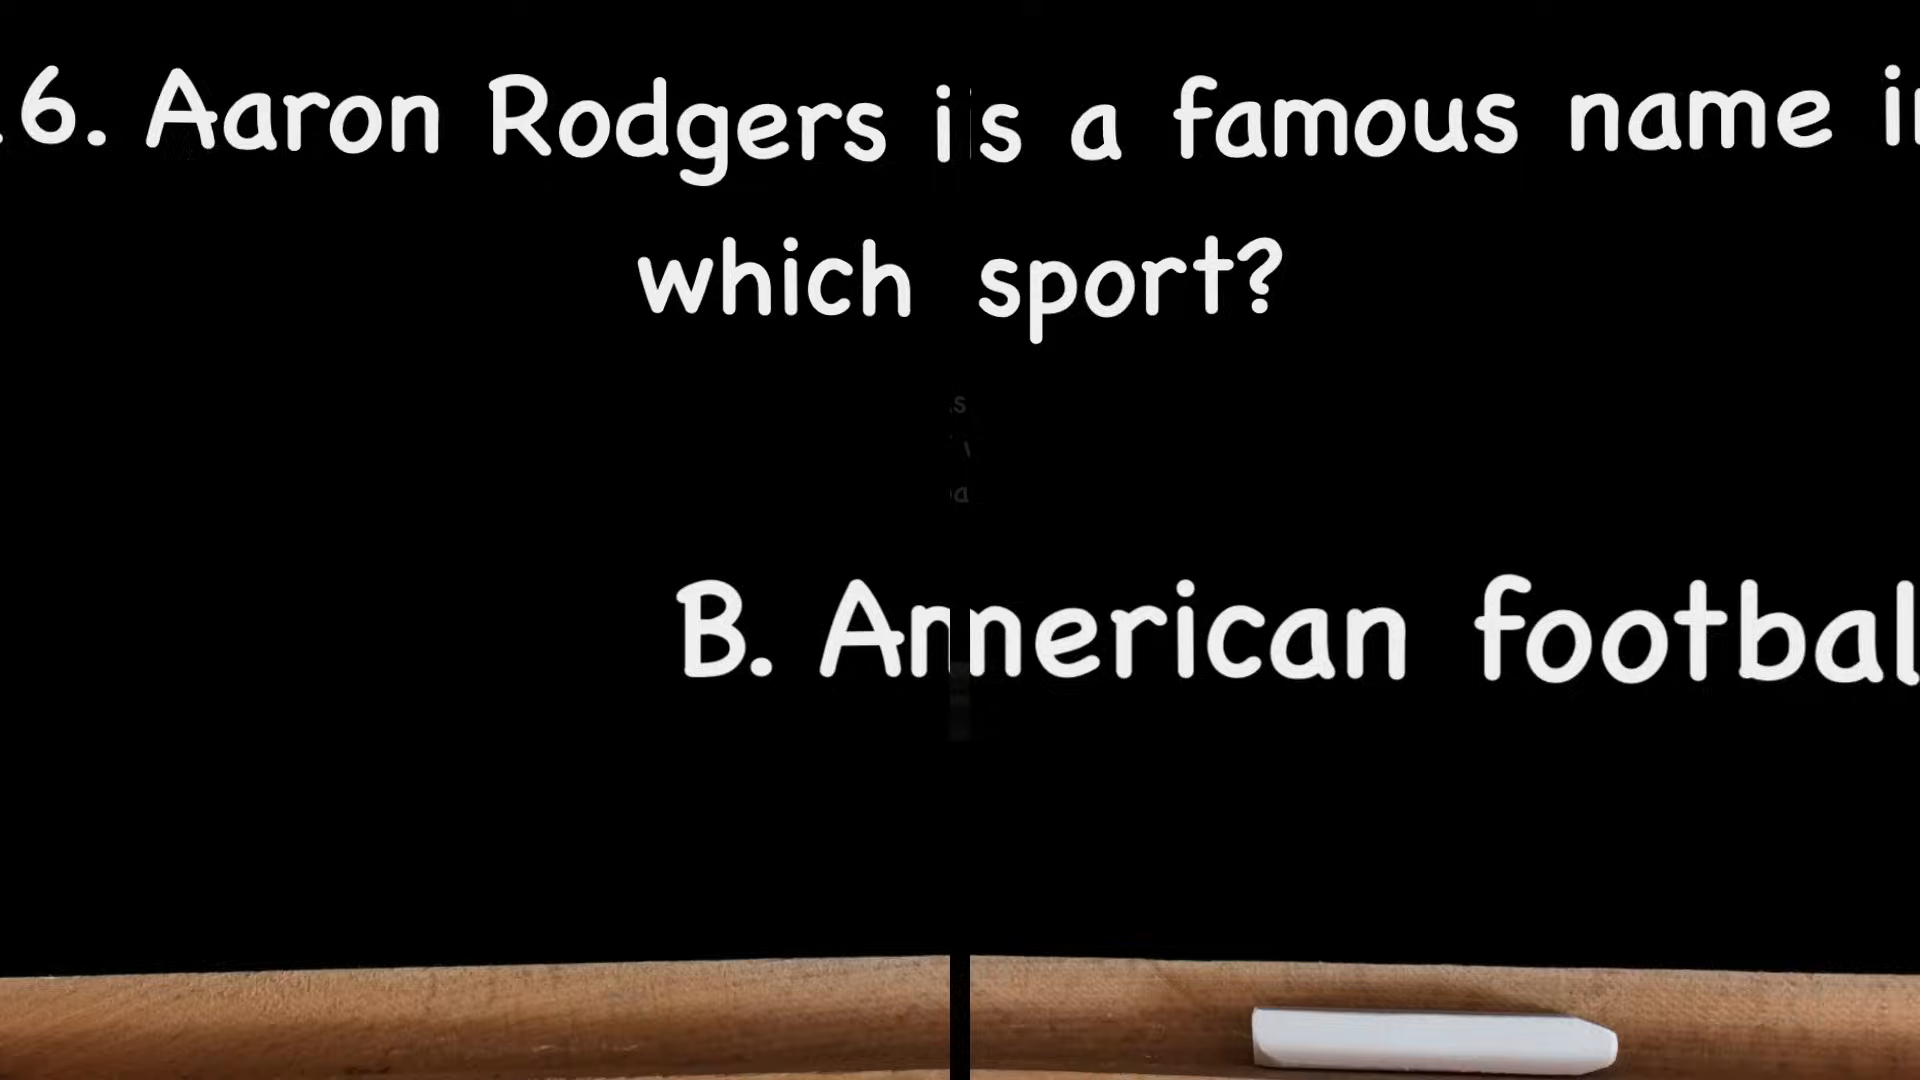 6. Aaron Rodgers is a famous name in
which sport?
B. American football